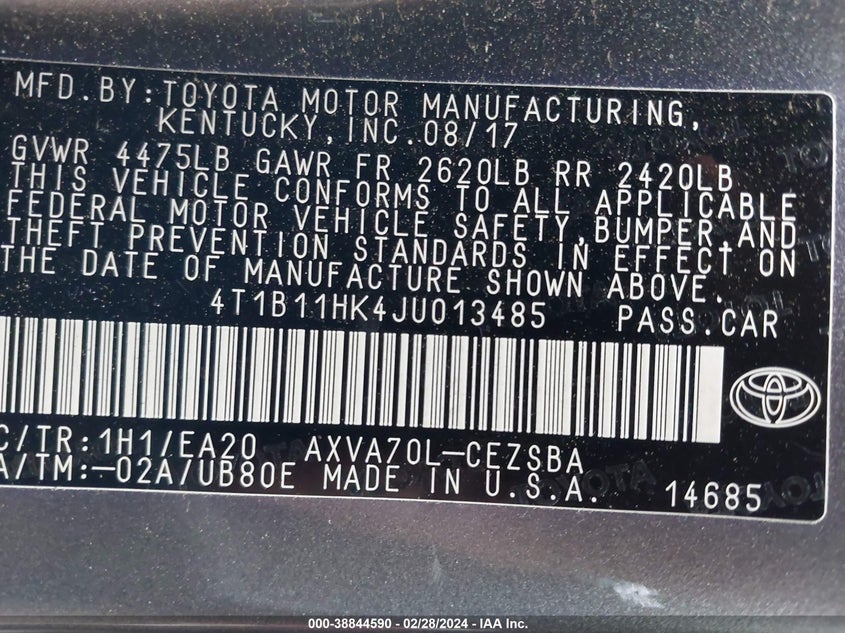 MFD.BY:TOYOTA MOTOR MANUFACTURING,
KENTUCKY,INC.08/17
GVWR 4475LB GAWR FR 2620LB RR 2420LB
THIS VEHICLE CONFORMS TO ALL APPLICABLE
FEDERAL MOTOR VEHICLE SAFETY,BUMPER,AND
THEFT PREVENTION STANDARDS IN EFFECT ON
THE DATE OF MANUFACTURE SHOWN ABOVE.
4T1B11HK4JU013485 PASS.CAR
C/TR:1H1/EA20 AXVA70L-CEZSBA
A/TM:-02A/UB80E MADE IN U.S.A. 14685
TOYOTA
000-38844590 - 02/28/2024 - IAA Inc.